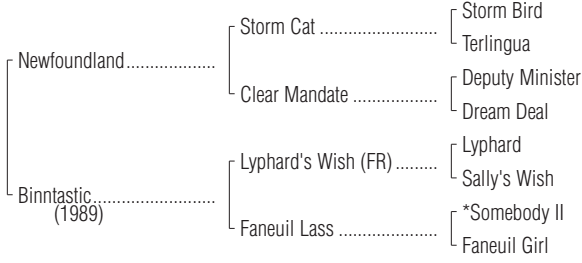 Storm Bird
Storm Cat ........................
Terlingua
Newfoundland..................
Deputy Minister
Clear Mandate .................
Dream Deal
Lyphard
Lyphard's Wish (FR) .........
Sally's Wish
Binntastic.........................
(1989)
*Somebody II
Faneuil Lass ....................
Faneuil Girl